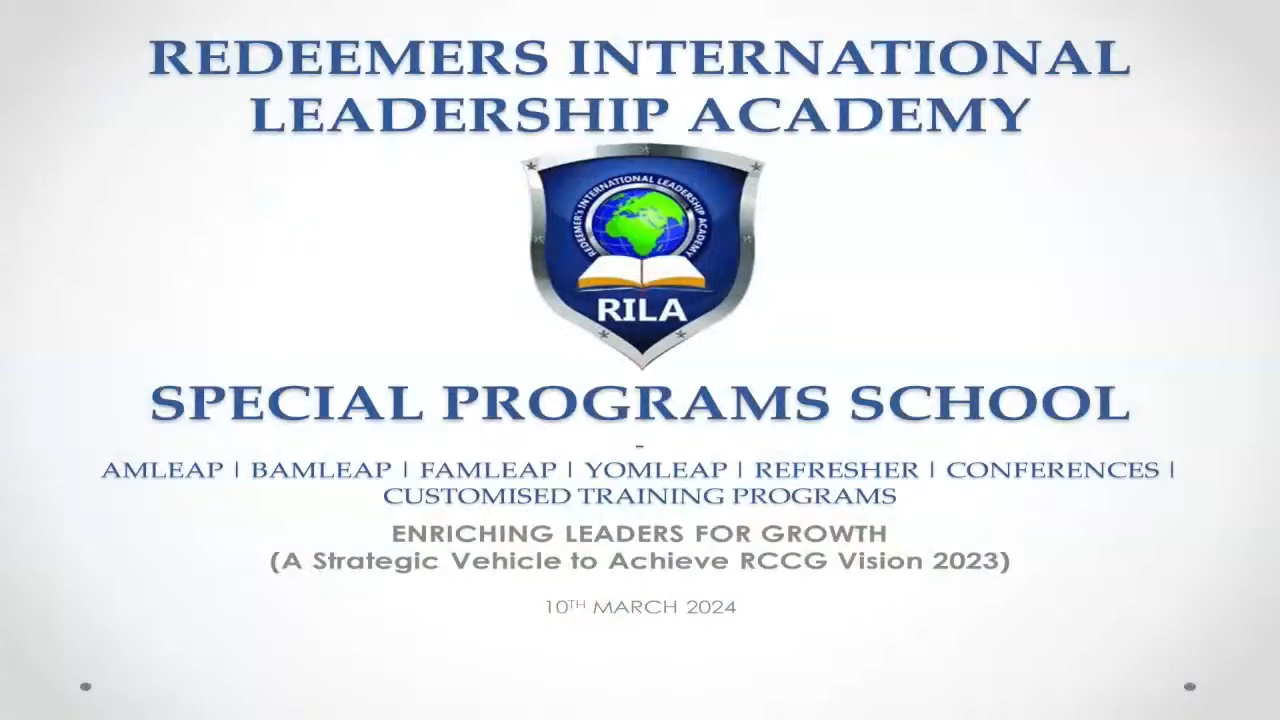 REDEEMERS INTERNATIONAL
LEADERSHIP ACADEMY
REDEEMER'S INTERNATIONAL LEADERSHIP ACADEMY
RILA
SPECIAL PROGRAMS SCHOOL
-
AMLEAP | BAMLEAP | FAMLEAP | YOMLEAP | REFRESHER | CONFERENCES |
CUSTOMISED TRAINING PROGRAMS
ENRICHING LEADERS FOR GROWTH
(A Strategic Vehicle to Achieve RCCG Vision 2023)
10TH MARCH 2024